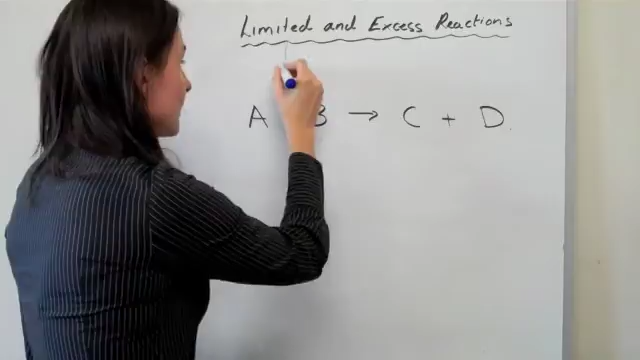 Limited and Excess Reactions
A B → C + D